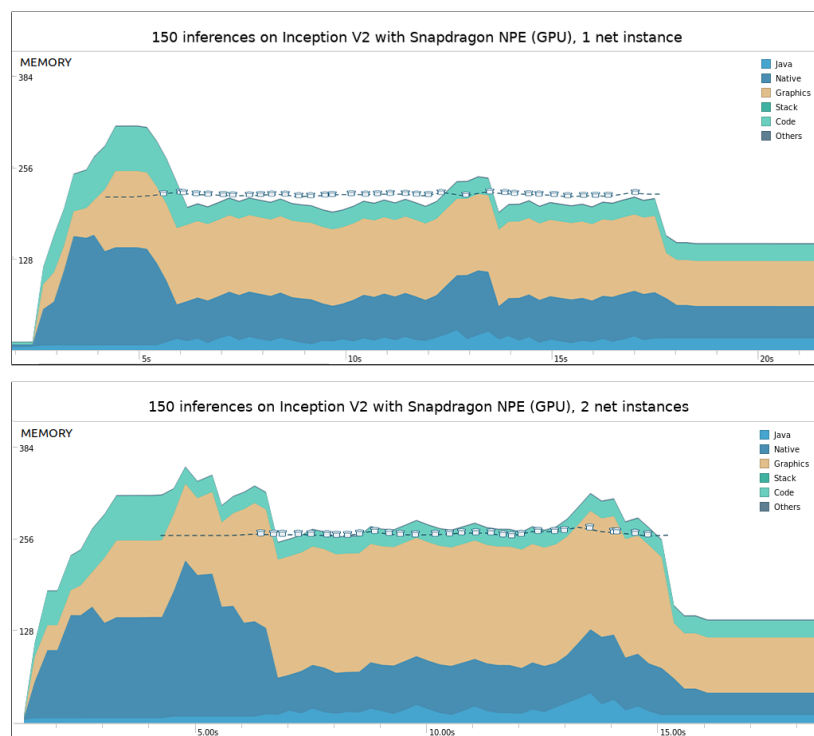 150 inferences on Inception V2 with Snapdragon NPE (GPU), 1 net instance
MEMORY
384
Java
Native
Graphics
Stack
Code
Others
256
128
5s 10s 15s 20s
150 inferences on Inception V2 with Snapdragon NPE (GPU), 2 net instances
MEMORY
384
Java
Native
Graphics
Stack
Code
Others
256
128
5.00s 10.00s 15.00s